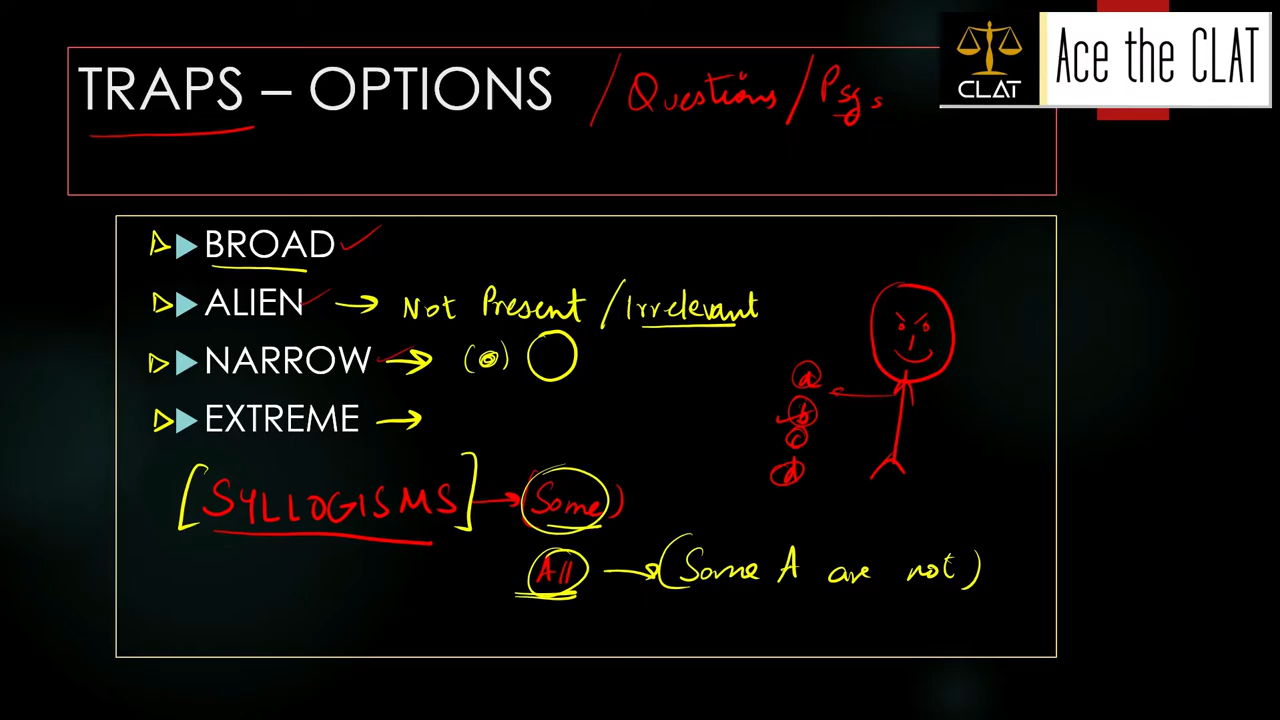 TRAPS – OPTIONS / Questions / Psgs
CLAT
Ace the CLAT
BROAD
ALIEN → Not Present / Irrelevant
NARROW →
EXTREME →
a
b
c
d
[SYLLOGISMS] → (Some)
All → (Some A are not)